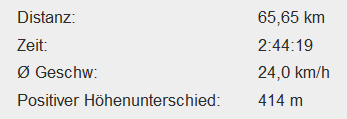 Distanz: 65,65 km
Zeit: 2:44:19
Ø Geschw: 24,0 km/h
Positiver Höhenunterschied: 414 m